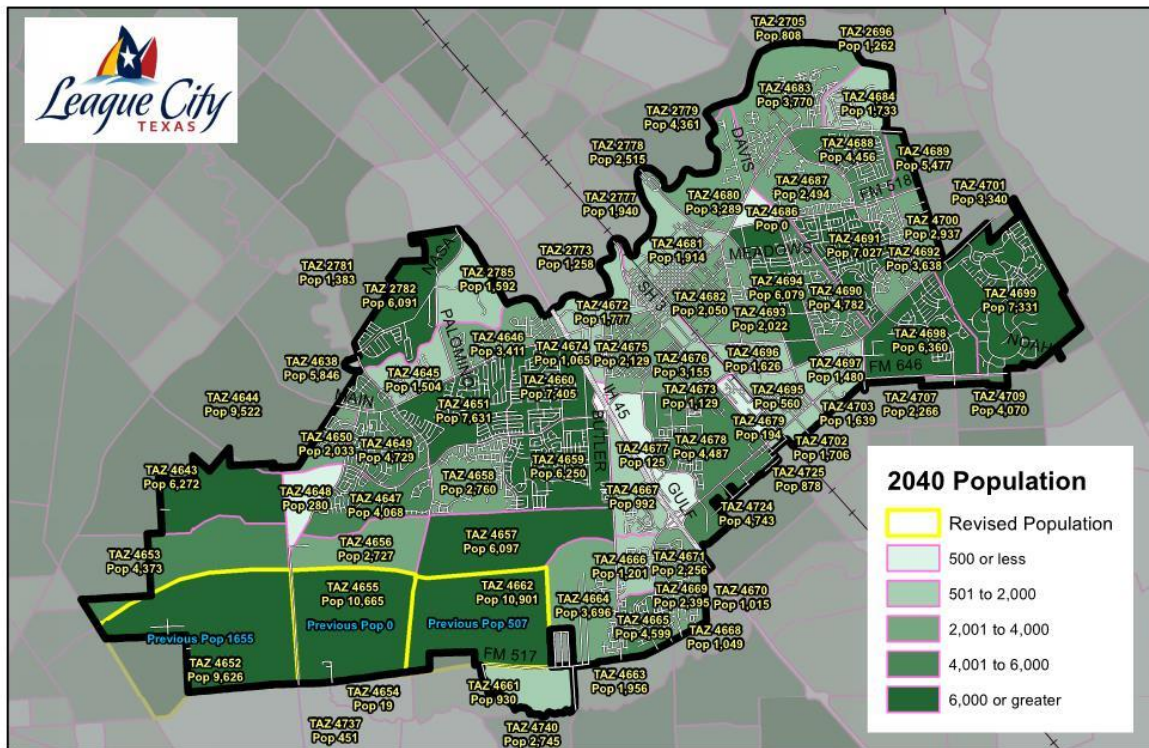 League City
TEXAS
TAZ 2705
Pop 808
TAZ 2696
Pop 1,262
TAZ 4683
Pop 3,770
TAZ 4684
Pop 1,733
TAZ 2779
Pop 4,361
DAVIS
TAZ 4688
Pop 4,456
TAZ 4689
Pop 5,477
TAZ 2778
Pop 2,515
TAZ 4687
Pop 2,494
FM 518
TAZ 4701
Pop 3,340
TAZ 2777
Pop 1,940
TAZ 4680
Pop 3,289
TAZ 4686
Pop 0
TAZ 4700
Pop 2,937
TAZ 2773
Pop 1,258
TAZ 4681
Pop 1,914
MEADOWS
TAZ 4691
Pop 7,027
TAZ 4692
Pop 3,638
NASA
TAZ 2781
Pop 1,383
TAZ 2785
Pop 1,592
TAZ 2782
Pop 6,091
SH 3
TAZ 4694
Pop 6,079
TAZ 4690
Pop 4,782
TAZ 4699
Pop 7,331
TAZ 4672
Pop 1,777
TAZ 4682
Pop 2,050
TAZ 4693
Pop 2,022
PALOMINO
TAZ 4646
Pop 3,411
TAZ 4674
Pop 1,065
TAZ 4675
Pop 2,129
TAZ 4698
Pop 6,360
NOAH
TAZ 4638
Pop 5,846
TAZ 4645
Pop 1,504
TAZ 4676
Pop 3,155
TAZ 4696
Pop 1,626
TAZ 4697
Pop 1,480
FM 646
TAZ 4644
Pop 9,522
MAIN
TAZ 4651
Pop 7,631
TAZ 4660
Pop 7,405
IH 45
TAZ 4673
Pop 1,129
TAZ 4695
Pop 560
TAZ 4703
Pop 1,639
TAZ 4707
Pop 2,266
TAZ 4709
Pop 4,070
BUTLER
TAZ 4679
Pop 194
TAZ 4650
Pop 2,033
TAZ 4649
Pop 4,729
TAZ 4677
Pop 125
TAZ 4678
Pop 4,487
TAZ 4702
Pop 1,706
TAZ 4643
Pop 6,272
TAZ 4658
Pop 2,760
TAZ 4659
Pop 6,250
TAZ 4725
Pop 878
TAZ 4648
Pop 280
TAZ 4647
Pop 4,068
TAZ 4667
Pop 992
GULF
TAZ 4724
Pop 4,743
TAZ 4653
Pop 4,373
TAZ 4656
Pop 2,727
TAZ 4657
Pop 6,097
TAZ 4666
Pop 1,201
TAZ 4671
Pop 2,256
TAZ 4655
Pop 10,665
TAZ 4662
Pop 10,901
TAZ 4664
Pop 3,696
TAZ 4669
Pop 2,395
TAZ 4670
Pop 1,015
Previous Pop 1655
Previous Pop 0
Previous Pop 507
TAZ 4665
Pop 4,599
TAZ 4668
Pop 1,049
TAZ 4652
Pop 9,626
FM 517
TAZ 4654
Pop 19
TAZ 4661
Pop 930
TAZ 4663
Pop 1,956
TAZ 4737
Pop 451
TAZ 4740
Pop 2,745
2040 Population
Revised Population
500 or less
501 to 2,000
2,001 to 4,000
4,001 to 6,000
6,000 or greater